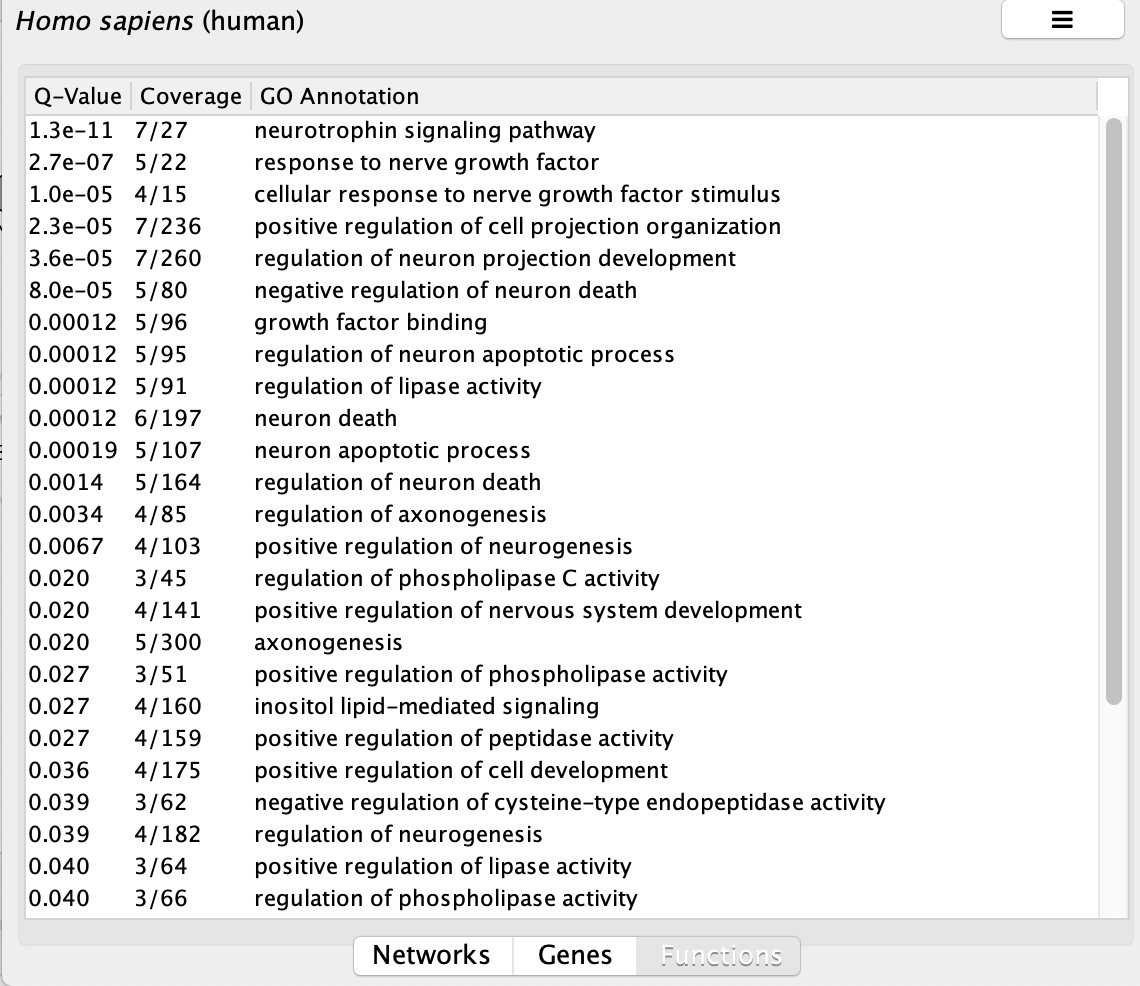 Homo sapiens (human)
☰
Q-Value Coverage GO Annotation
1.3e-11 7/27 neurotrophin signaling pathway
2.7e-07 5/22 response to nerve growth factor
1.0e-05 4/15 cellular response to nerve growth factor stimulus
2.3e-05 7/236 positive regulation of cell projection organization
3.6e-05 7/260 regulation of neuron projection development
8.0e-05 5/80 negative regulation of neuron death
0.00012 5/96 growth factor binding
0.00012 5/95 regulation of neuron apoptotic process
0.00012 5/91 regulation of lipase activity
0.00012 6/197 neuron death
0.00019 5/107 neuron apoptotic process
0.0014 5/164 regulation of neuron death
0.0034 4/85 regulation of axonogenesis
0.0067 4/103 positive regulation of neurogenesis
0.020 3/45 regulation of phospholipase C activity
0.020 4/141 positive regulation of nervous system development
0.020 5/300 axonogenesis
0.027 3/51 positive regulation of phospholipase activity
0.027 4/160 inositol lipid-mediated signaling
0.027 4/159 positive regulation of peptidase activity
0.036 4/175 positive regulation of cell development
0.039 3/62 negative regulation of cysteine-type endopeptidase activity
0.039 4/182 regulation of neurogenesis
0.040 3/64 positive regulation of lipase activity
0.040 3/66 regulation of phospholipase activity
Networks Genes Functions